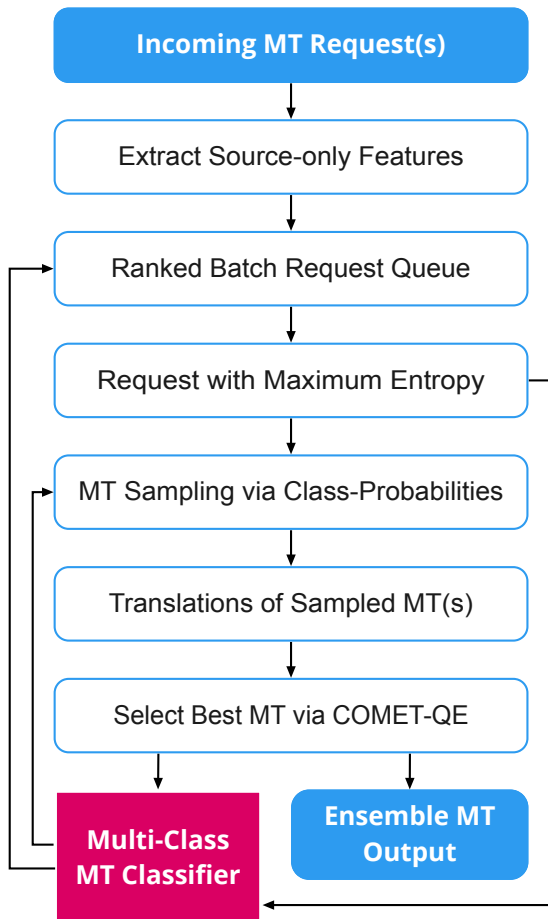 Incoming MT Request(s)
Extract Source-only Features
Ranked Batch Request Queue
Request with Maximum Entropy
MT Sampling via Class-Probabilities
Translations of Sampled MT(s)
Select Best MT via COMET-QE
Multi-Class
MT Classifier
Ensemble MT
Output